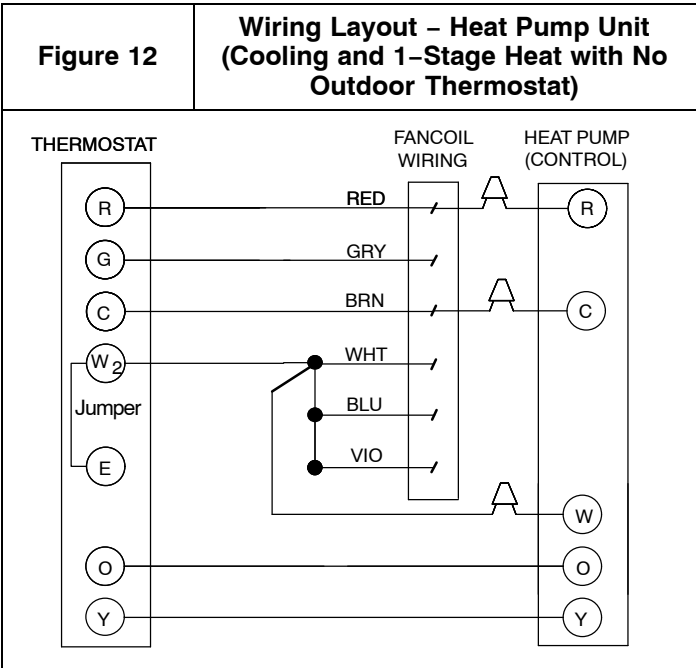 Figure 12
Wiring Layout – Heat Pump Unit
(Cooling and 1–Stage Heat with No
Outdoor Thermostat)
THERMOSTAT
FANCOIL
WIRING
HEAT PUMP
(CONTROL)
R
RED
R
G
GRY
C
BRN
C
W2
WHT
Jumper
BLU
E
VIO
W
O
O
Y
Y